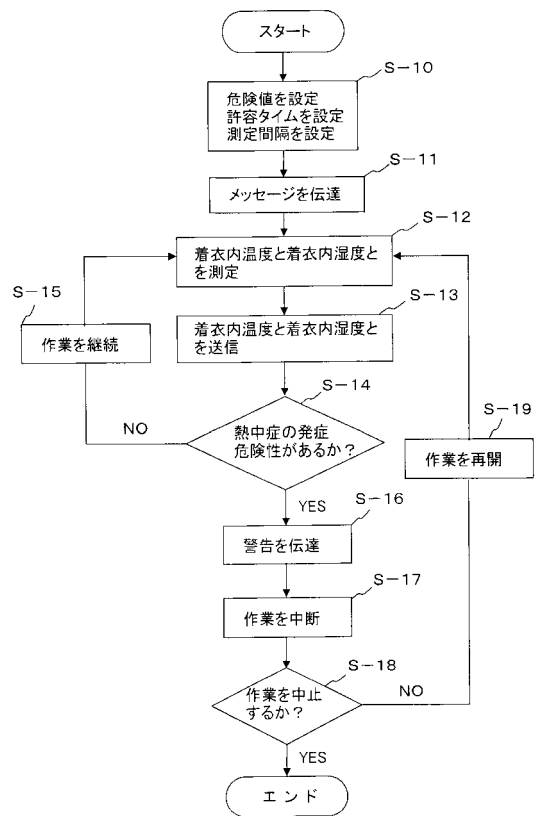 スタート
S-10
危険値を設定
許容タイムを設定
測定間隔を設定
S-11
メッセージを伝達
S-12
着衣内温度と着衣内湿度と
を測定
S-13
着衣内温度と着衣内湿度と
を送信
S-15
作業を継続
S-14
熱中症の発症
危険性があるか?
NO
YES
S-19
作業を再開
S-16
警告を伝達
S-17
作業を中断
S-18
作業を中止
するか?
NO
YES
エンド